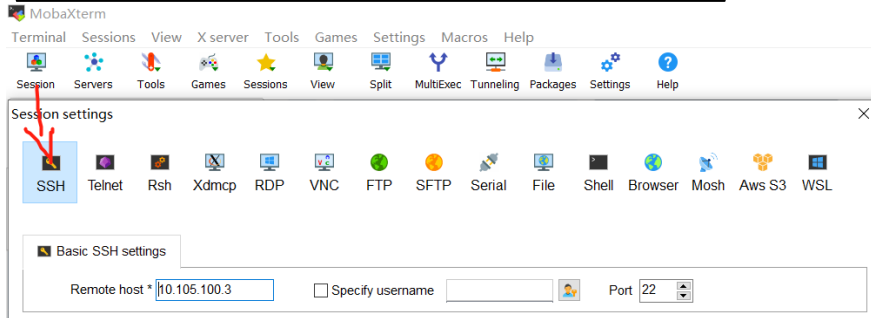 MobaXterm
Terminal Sessions View X server Tools Games Settings Macros Help
Session Servers Tools Games Sessions View Split MultiExec Tunneling Packages Settings Help
Session settings
SSH Telnet Rsh Xdmcp RDP VNC FTP SFTP Serial File Shell Browser Mosh Aws S3 WSL
Basic SSH settings
Remote host * 10.105.100.3 Specify username Port 22